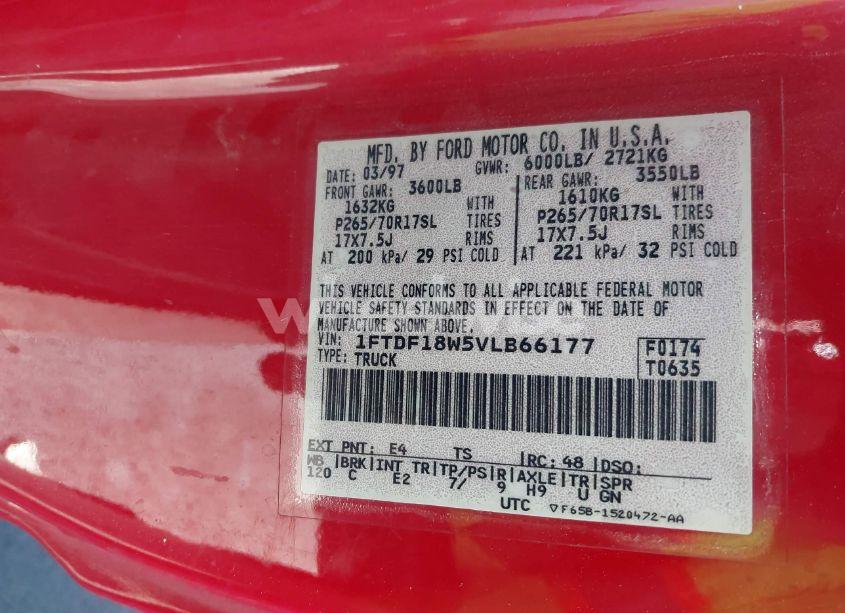 MFD. BY FORD MOTOR CO. IN U.S.A.
DATE: 03/97 GVWR: 6000LB/ 2721KG
FRONT GAWR: 3600LB REAR GAWR: 3550LB
1632KG WITH 1610KG WITH
P265/70R17SL TIRES P265/70R17SL TIRES
17X7.5J RIMS 17X7.5J RIMS
AT 200 kPa/ 29 PSI COLD AT 221 kPa/ 32 PSI COLD
THIS VEHICLE CONFORMS TO ALL APPLICABLE FEDERAL MOTOR
VEHICLE SAFETY STANDARDS IN EFFECT ON THE DATE OF
MANUFACTURE SHOWN ABOVE.
VIN: 1FTDF18W5VLB66177 F0174
TYPE: TRUCK T0635
EXT PNT: E4 TS RC: 48 DSO:
WB BRK INT TR TP/PS R AXLE TR SPR
120 C E2 7/ 9 H9 U GN
UTC ▽F65B-1520472-AA